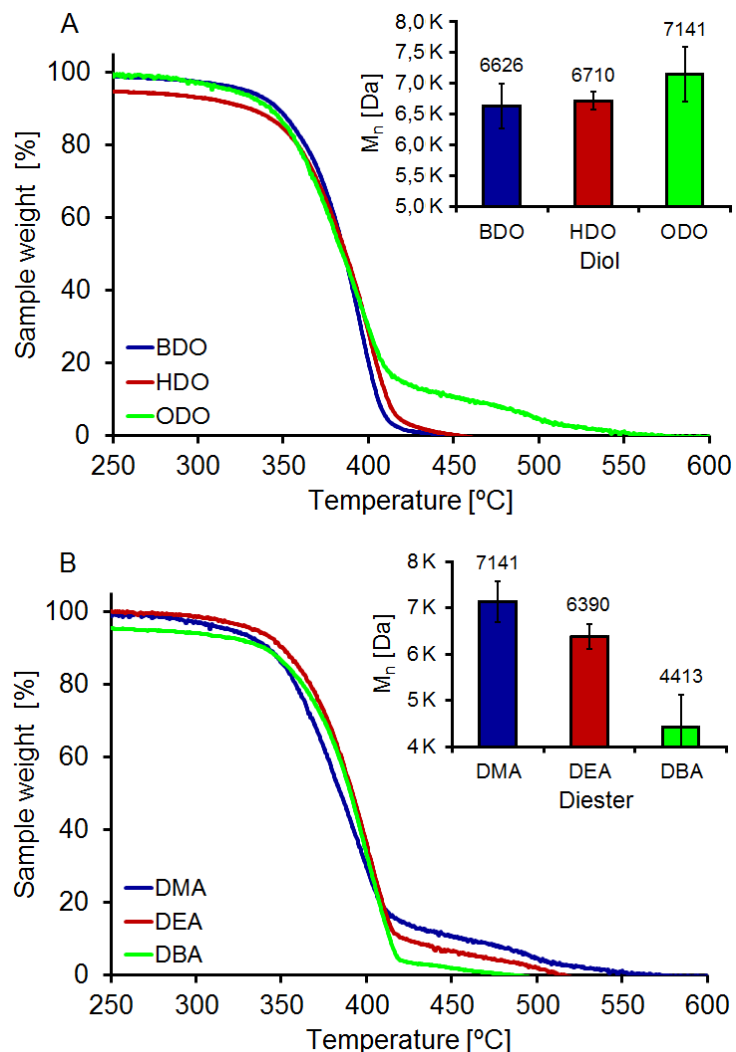 A
Sample weight [%]
100
80
60
40
20
0
BDO
HDO
ODO
250 300 350 400 450 500 550 600
Temperature [ºC]
Mn [Da]
8,0 K
7,5 K
7,0 K
6,5 K
6,0 K
5,5 K
5,0 K
6626 6710 7141
BDO HDO ODO
Diol
B
Sample weight [%]
100
80
60
40
20
0
DMA
DEA
DBA
250 300 350 400 450 500 550 600
Temperature [ºC]
Mn [Da]
8 K
7 K
6 K
5 K
4 K
7141 6390 4413
DMA DEA DBA
Diester